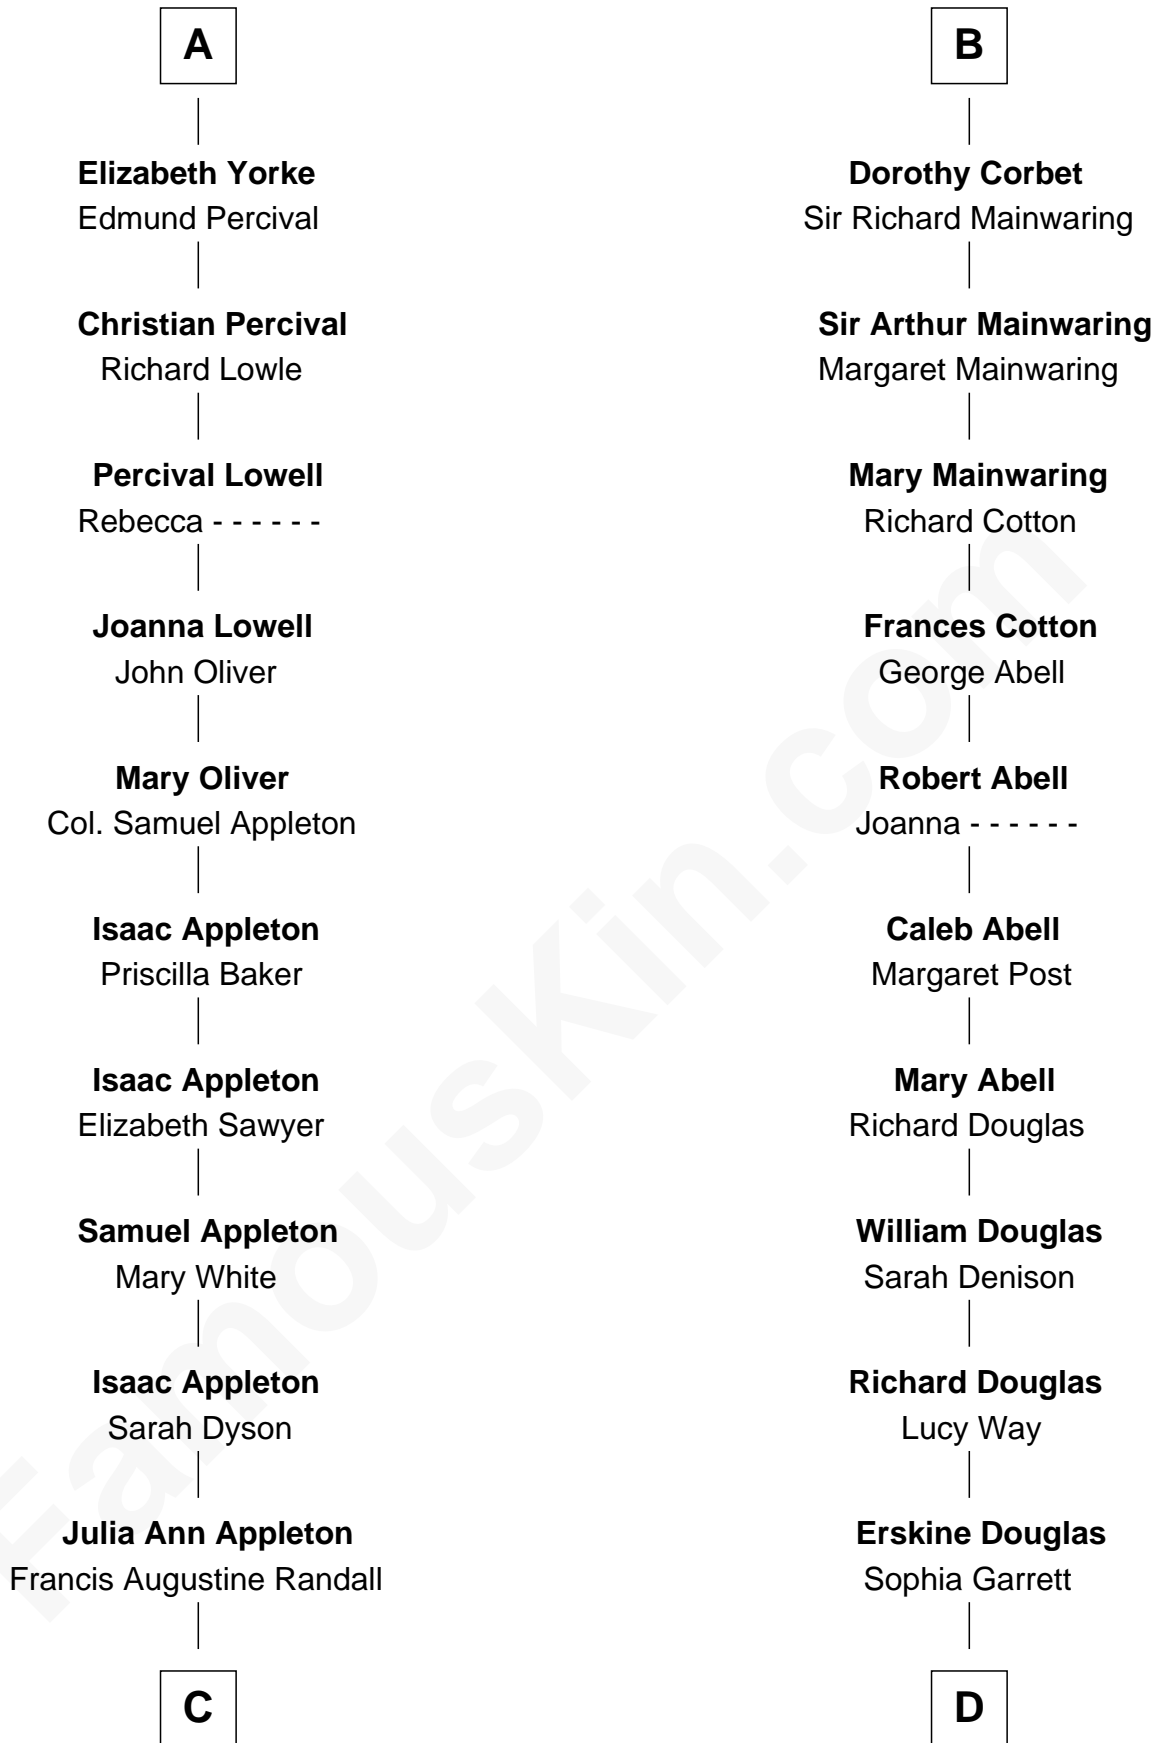 A
Elizabeth Yorke
Edmund Percival
Christian Percival
Richard Lowle
Percival Lowell
Rebecca - - - - - -
Joanna Lowell
John Oliver
Mary Oliver
Col. Samuel Appleton
Isaac Appleton
Priscilla Baker
Isaac Appleton
Elizabeth Sawyer
Samuel Appleton
Mary White
Isaac Appleton
Sarah Dyson
Julia Ann Appleton
Francis Augustine Randall
C
B
Dorothy Corbet
Sir Richard Mainwaring
Sir Arthur Mainwaring
Margaret Mainwaring
Mary Mainwaring
Richard Cotton
Frances Cotton
George Abell
Robert Abell
Joanna - - - - - -
Caleb Abell
Margaret Post
Mary Abell
Richard Douglas
William Douglas
Sarah Denison
Richard Douglas
Lucy Way
Erskine Douglas
Sophia Garrett
D
FamousKin.com